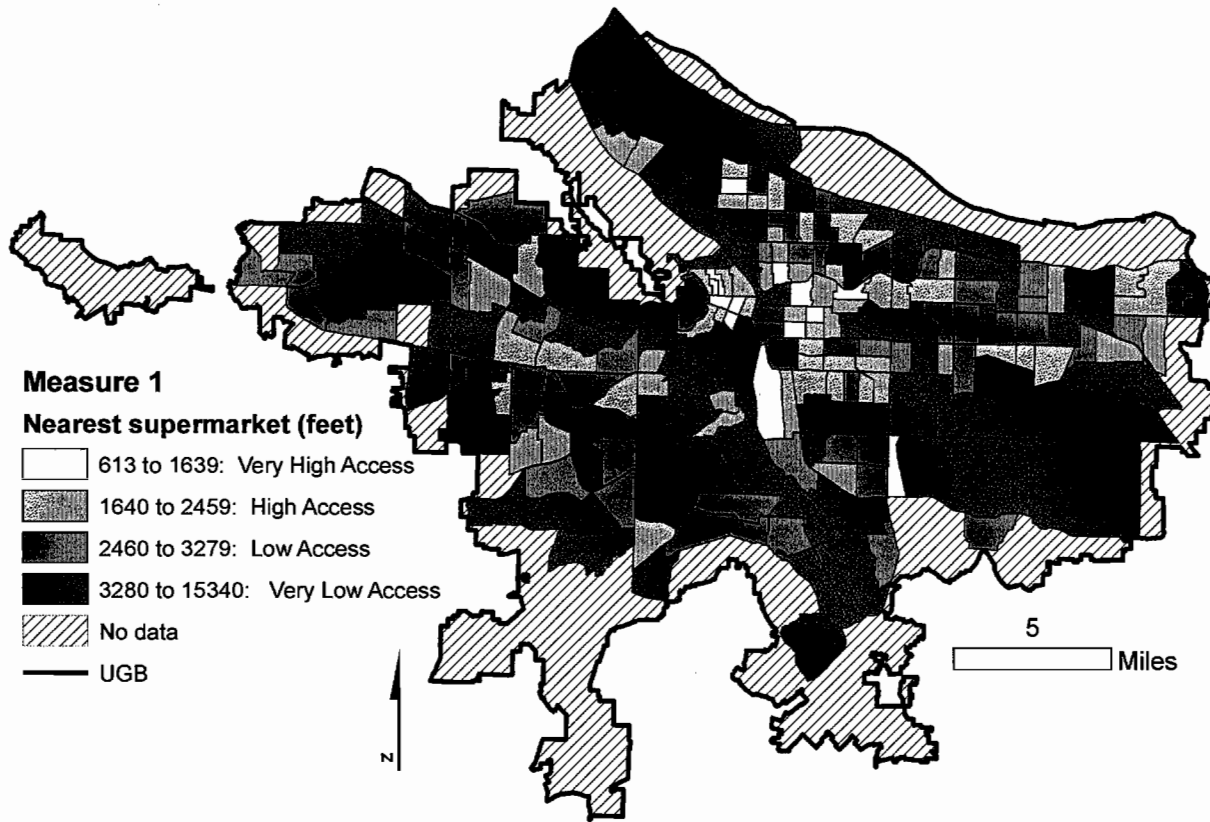 Measure 1
Nearest supermarket (feet)
613 to 1639: Very High Access
1640 to 2459: High Access
2460 to 3279: Low Access
3280 to 15340: Very Low Access
No data
UGB
N
5
Miles